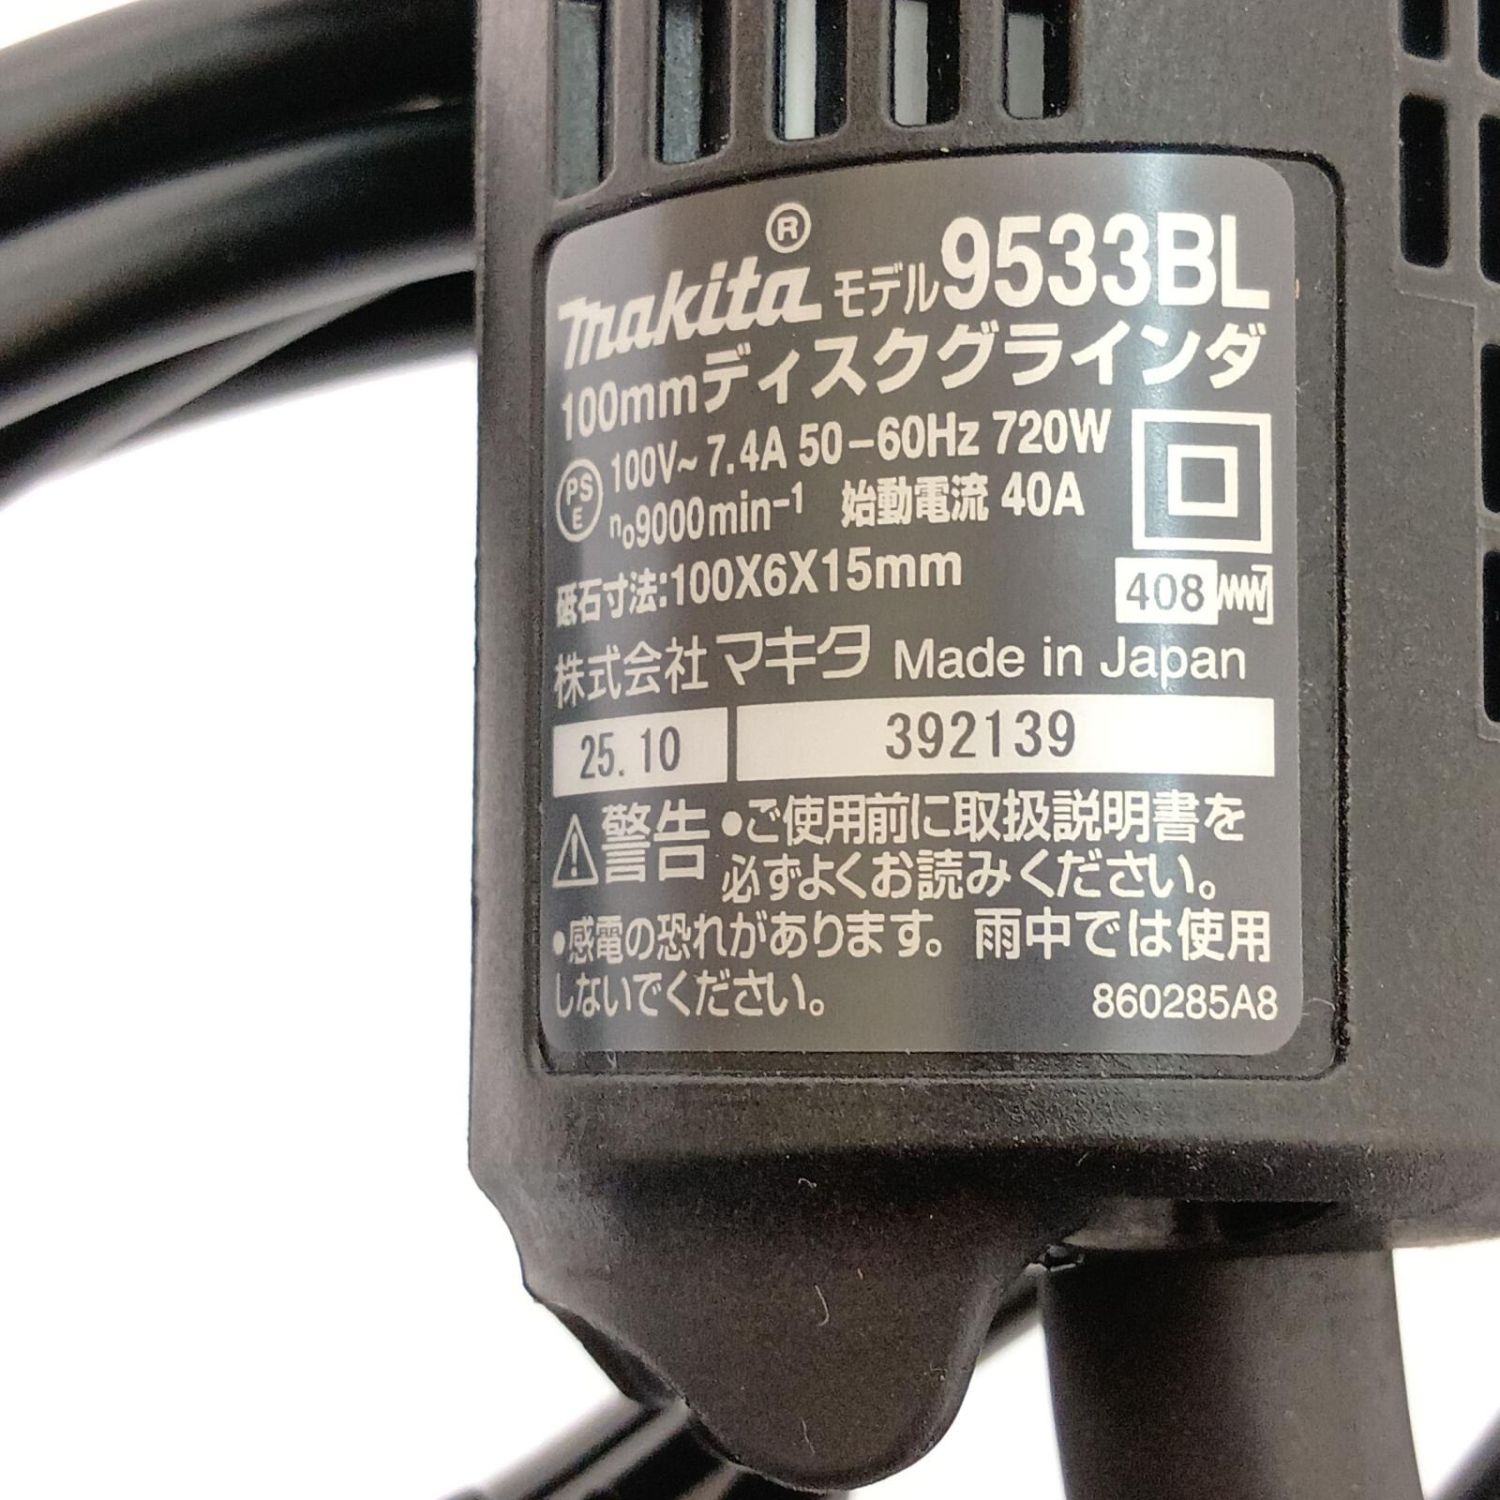 makita® モデル9533BL
100mmディスクグラインダ
PSE 100V~ 7.4A 50-60Hz 720W
n₀9000min⁻¹ 始動電流 40A
砥石寸法:100X6X15mm
408
株式会社マキタ Made in Japan
25.10 392139
⚠警告 •ご使用前に取扱説明書を
必ずよくお読みください。
•感電の恐れがあります。雨中では使用
しないでください。 860285A8